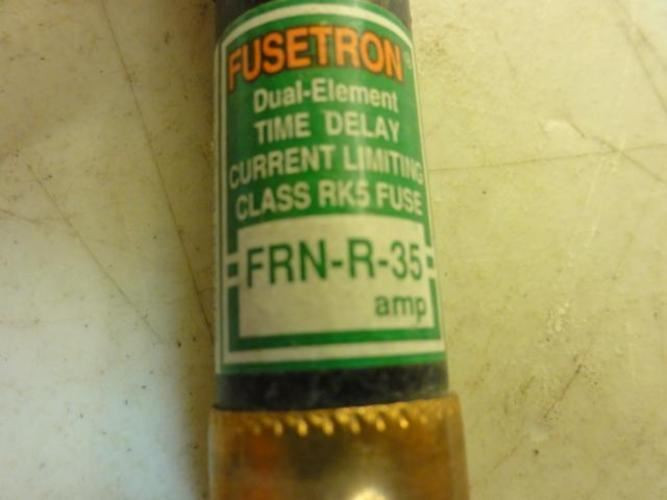 FUSETRON®
Dual-Element
TIME DELAY
CURRENT LIMITING
CLASS RK5 FUSE
FRN-R-35
amp